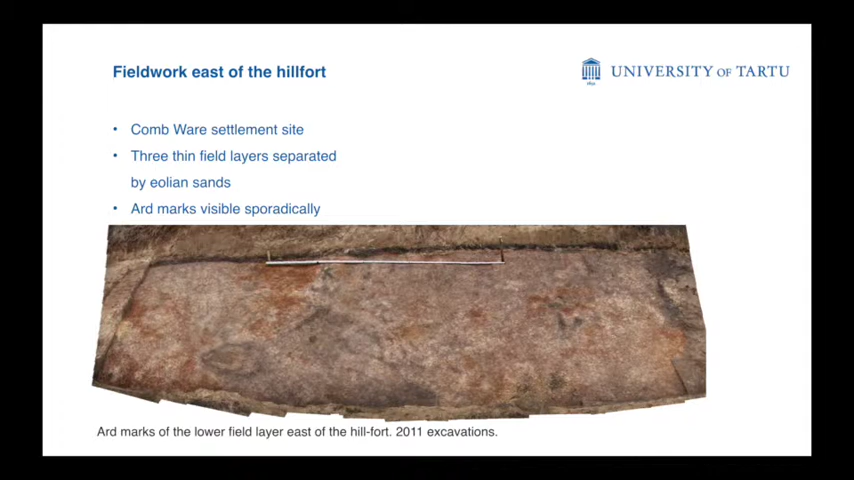 Fieldwork east of the hillfort
UNIVERSITY OF TARTU
• Comb Ware settlement site
• Three thin field layers separated
by eolian sands
• Ard marks visible sporadically
Ard marks of the lower field layer east of the hill-fort. 2011 excavations.